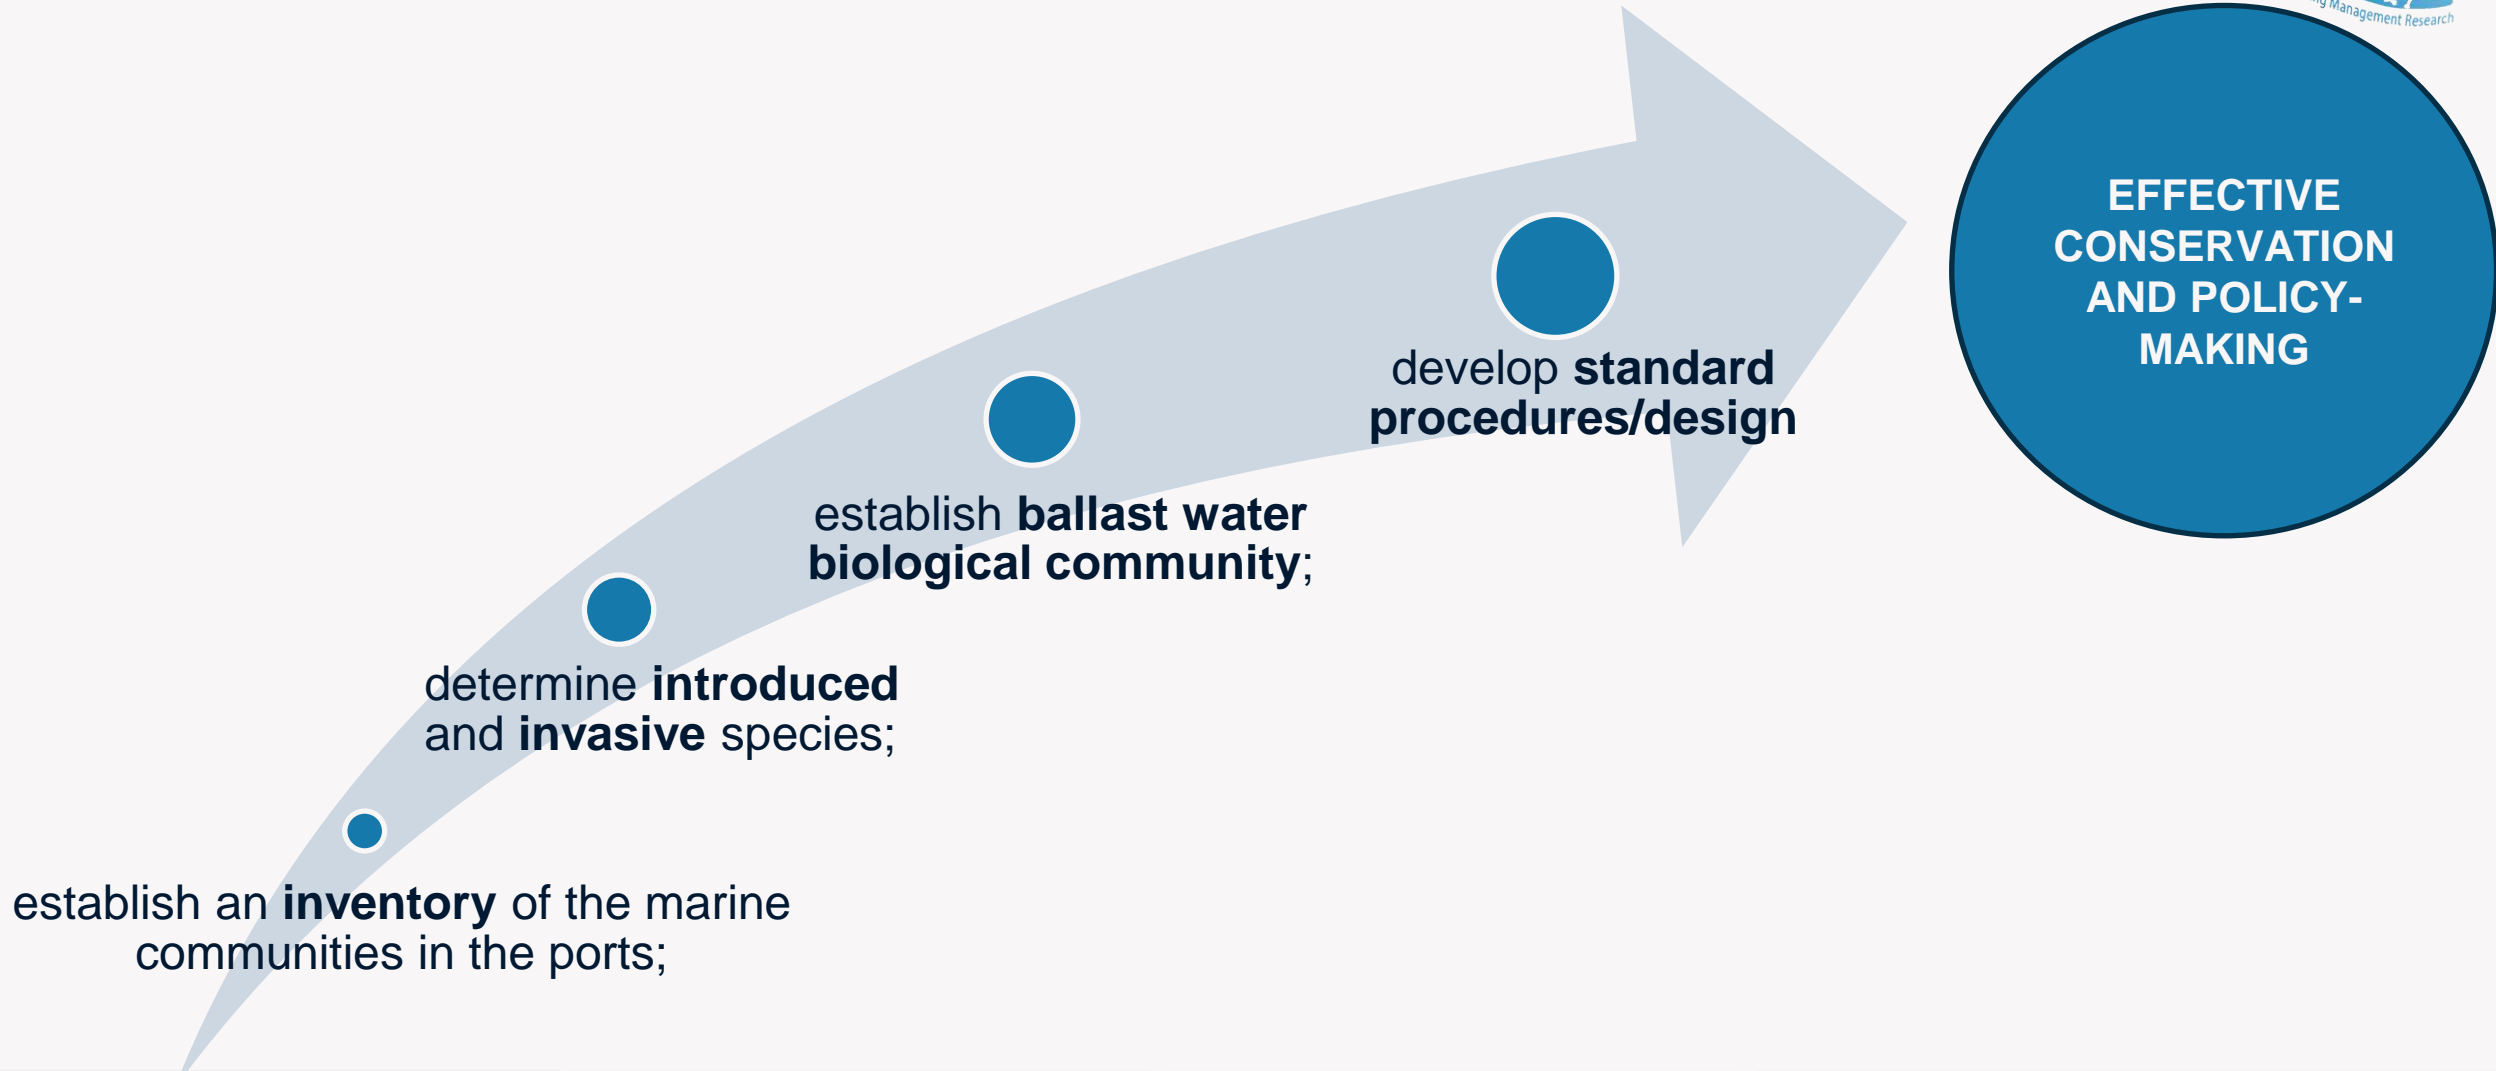 Management Research
EFFECTIVE
CONSERVATION
AND POLICY-
MAKING
develop standard
procedures/design
establish ballast water
biological community;
determine introduced
and invasive species;
establish an inventory of the marine
communities in the ports;